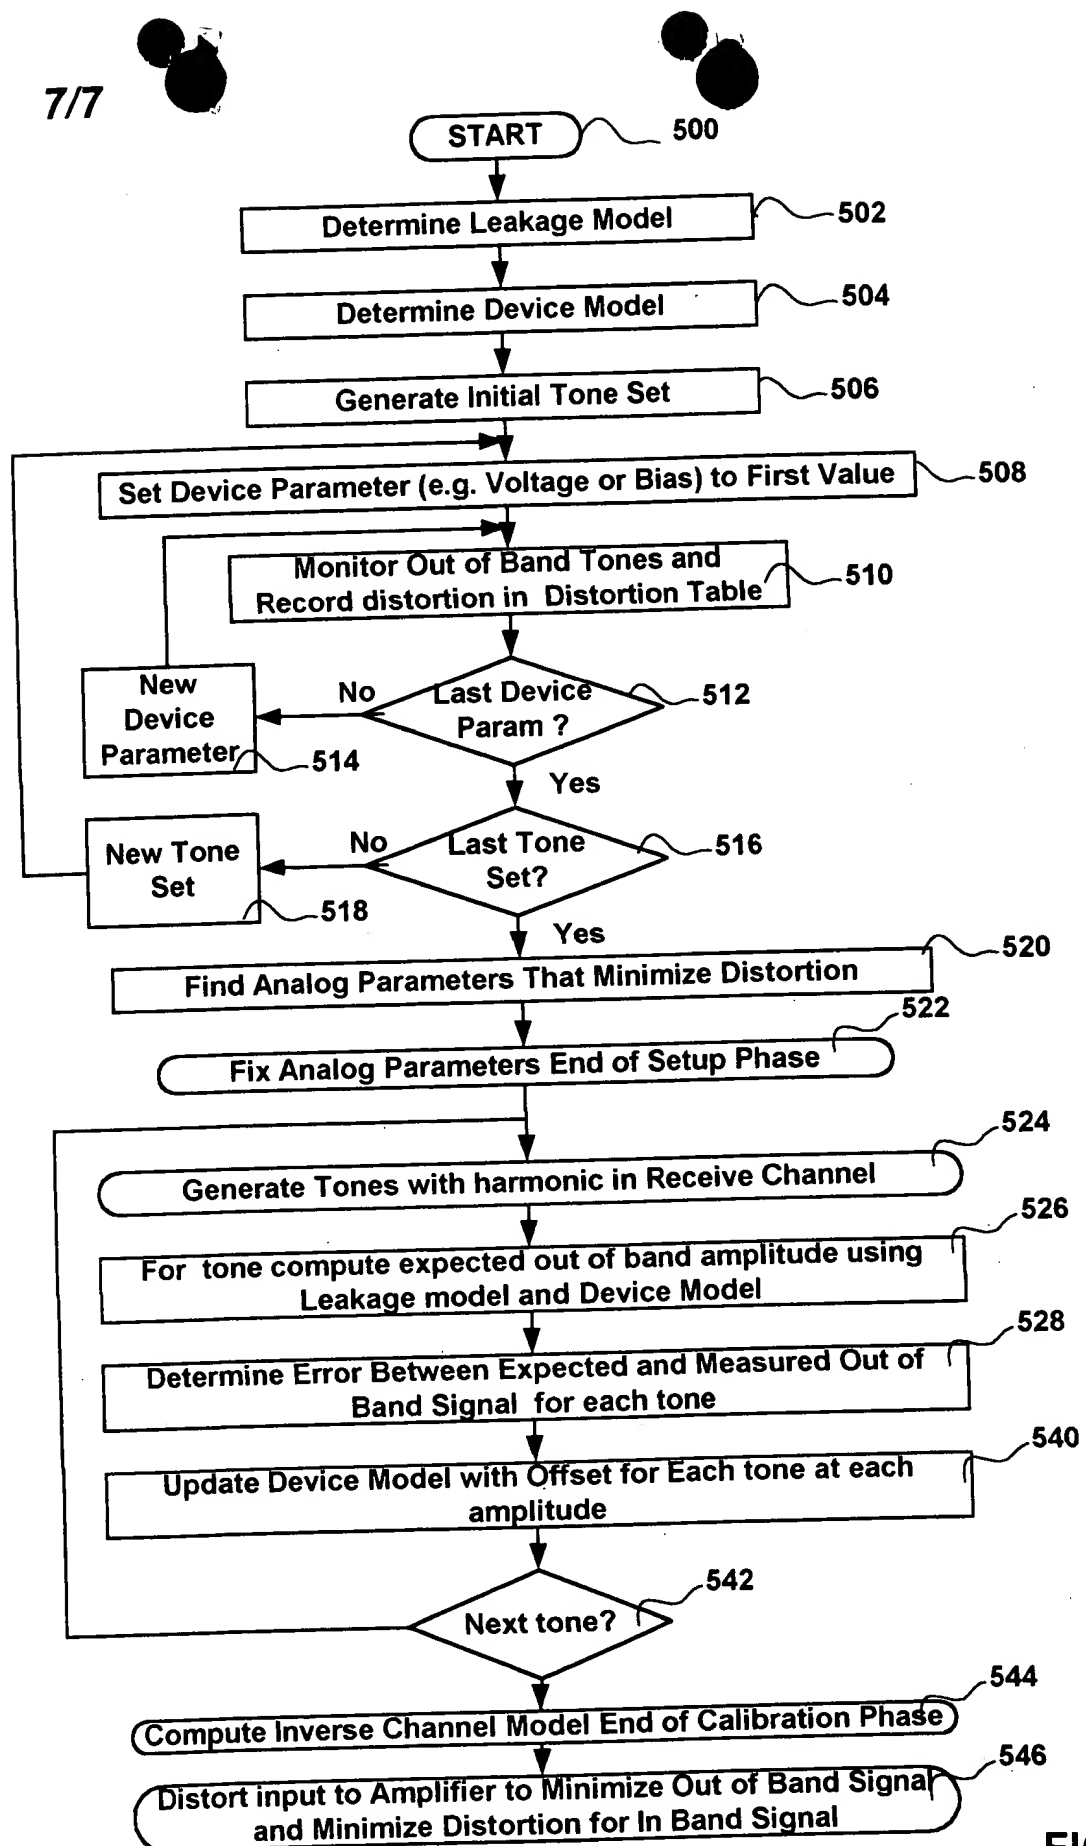 7/7
START
500
Determine Leakage Model
502
Determine Device Model
504
Generate Initial Tone Set
506
Set Device Parameter (e.g. Voltage or Bias) to First Value
508
Monitor Out of Band Tones and
Record distortion in Distortion Table
510
Last Device
Param ?
512
No
New
Device
Parameter
514
Yes
Last Tone
Set?
516
No
New Tone
Set
518
Yes
Find Analog Parameters That Minimize Distortion
520
Fix Analog Parameters End of Setup Phase
522
Generate Tones with harmonic in Receive Channel
524
For tone compute expected out of band amplitude using
Leakage model and Device Model
526
Determine Error Between Expected and Measured Out of
Band Signal for each tone
528
Update Device Model with Offset for Each tone at each
amplitude
540
Next tone?
542
Compute Inverse Channel Model End of Calibration Phase
544
Distort input to Amplifier to Minimize Out of Band Signal
and Minimize Distortion for In Band Signal
546